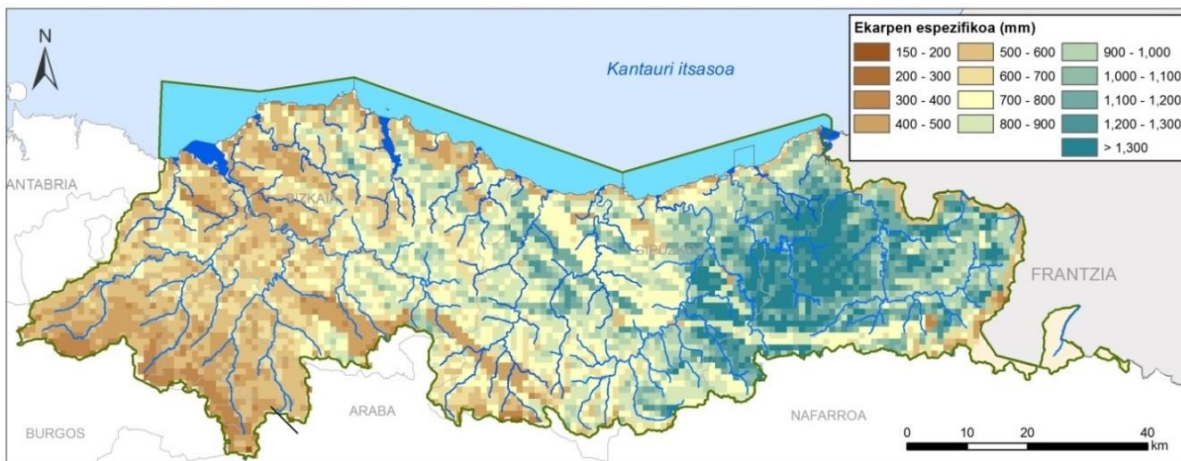 N
Kantauri itsasoa
Ekarpen espezifikoa (mm)
150 - 200
200 - 300
300 - 400
400 - 500
500 - 600
600 - 700
700 - 800
800 - 900
900 - 1,000
1,000 - 1,100
1,100 - 1,200
1,200 - 1,300
> 1,300
ANTABRIA
BIZKAIA
GIPUZK
FRANTZIA
ARABA
NAFARROA
BURGOS
0 10 20 40
km